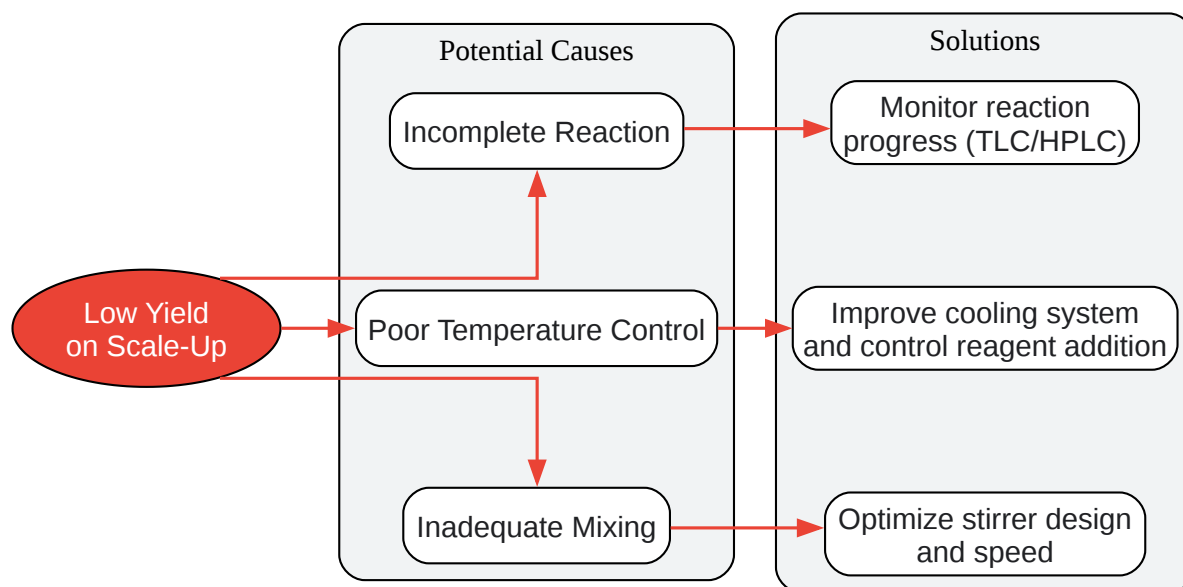 Potential Causes
Solutions
Incomplete Reaction
Monitor reaction
progress (TLC/HPLC)
Low Yield
on Scale-Up
Poor Temperature Control
Improve cooling system
and control reagent addition
Inadequate Mixing
Optimize stirrer design
and speed